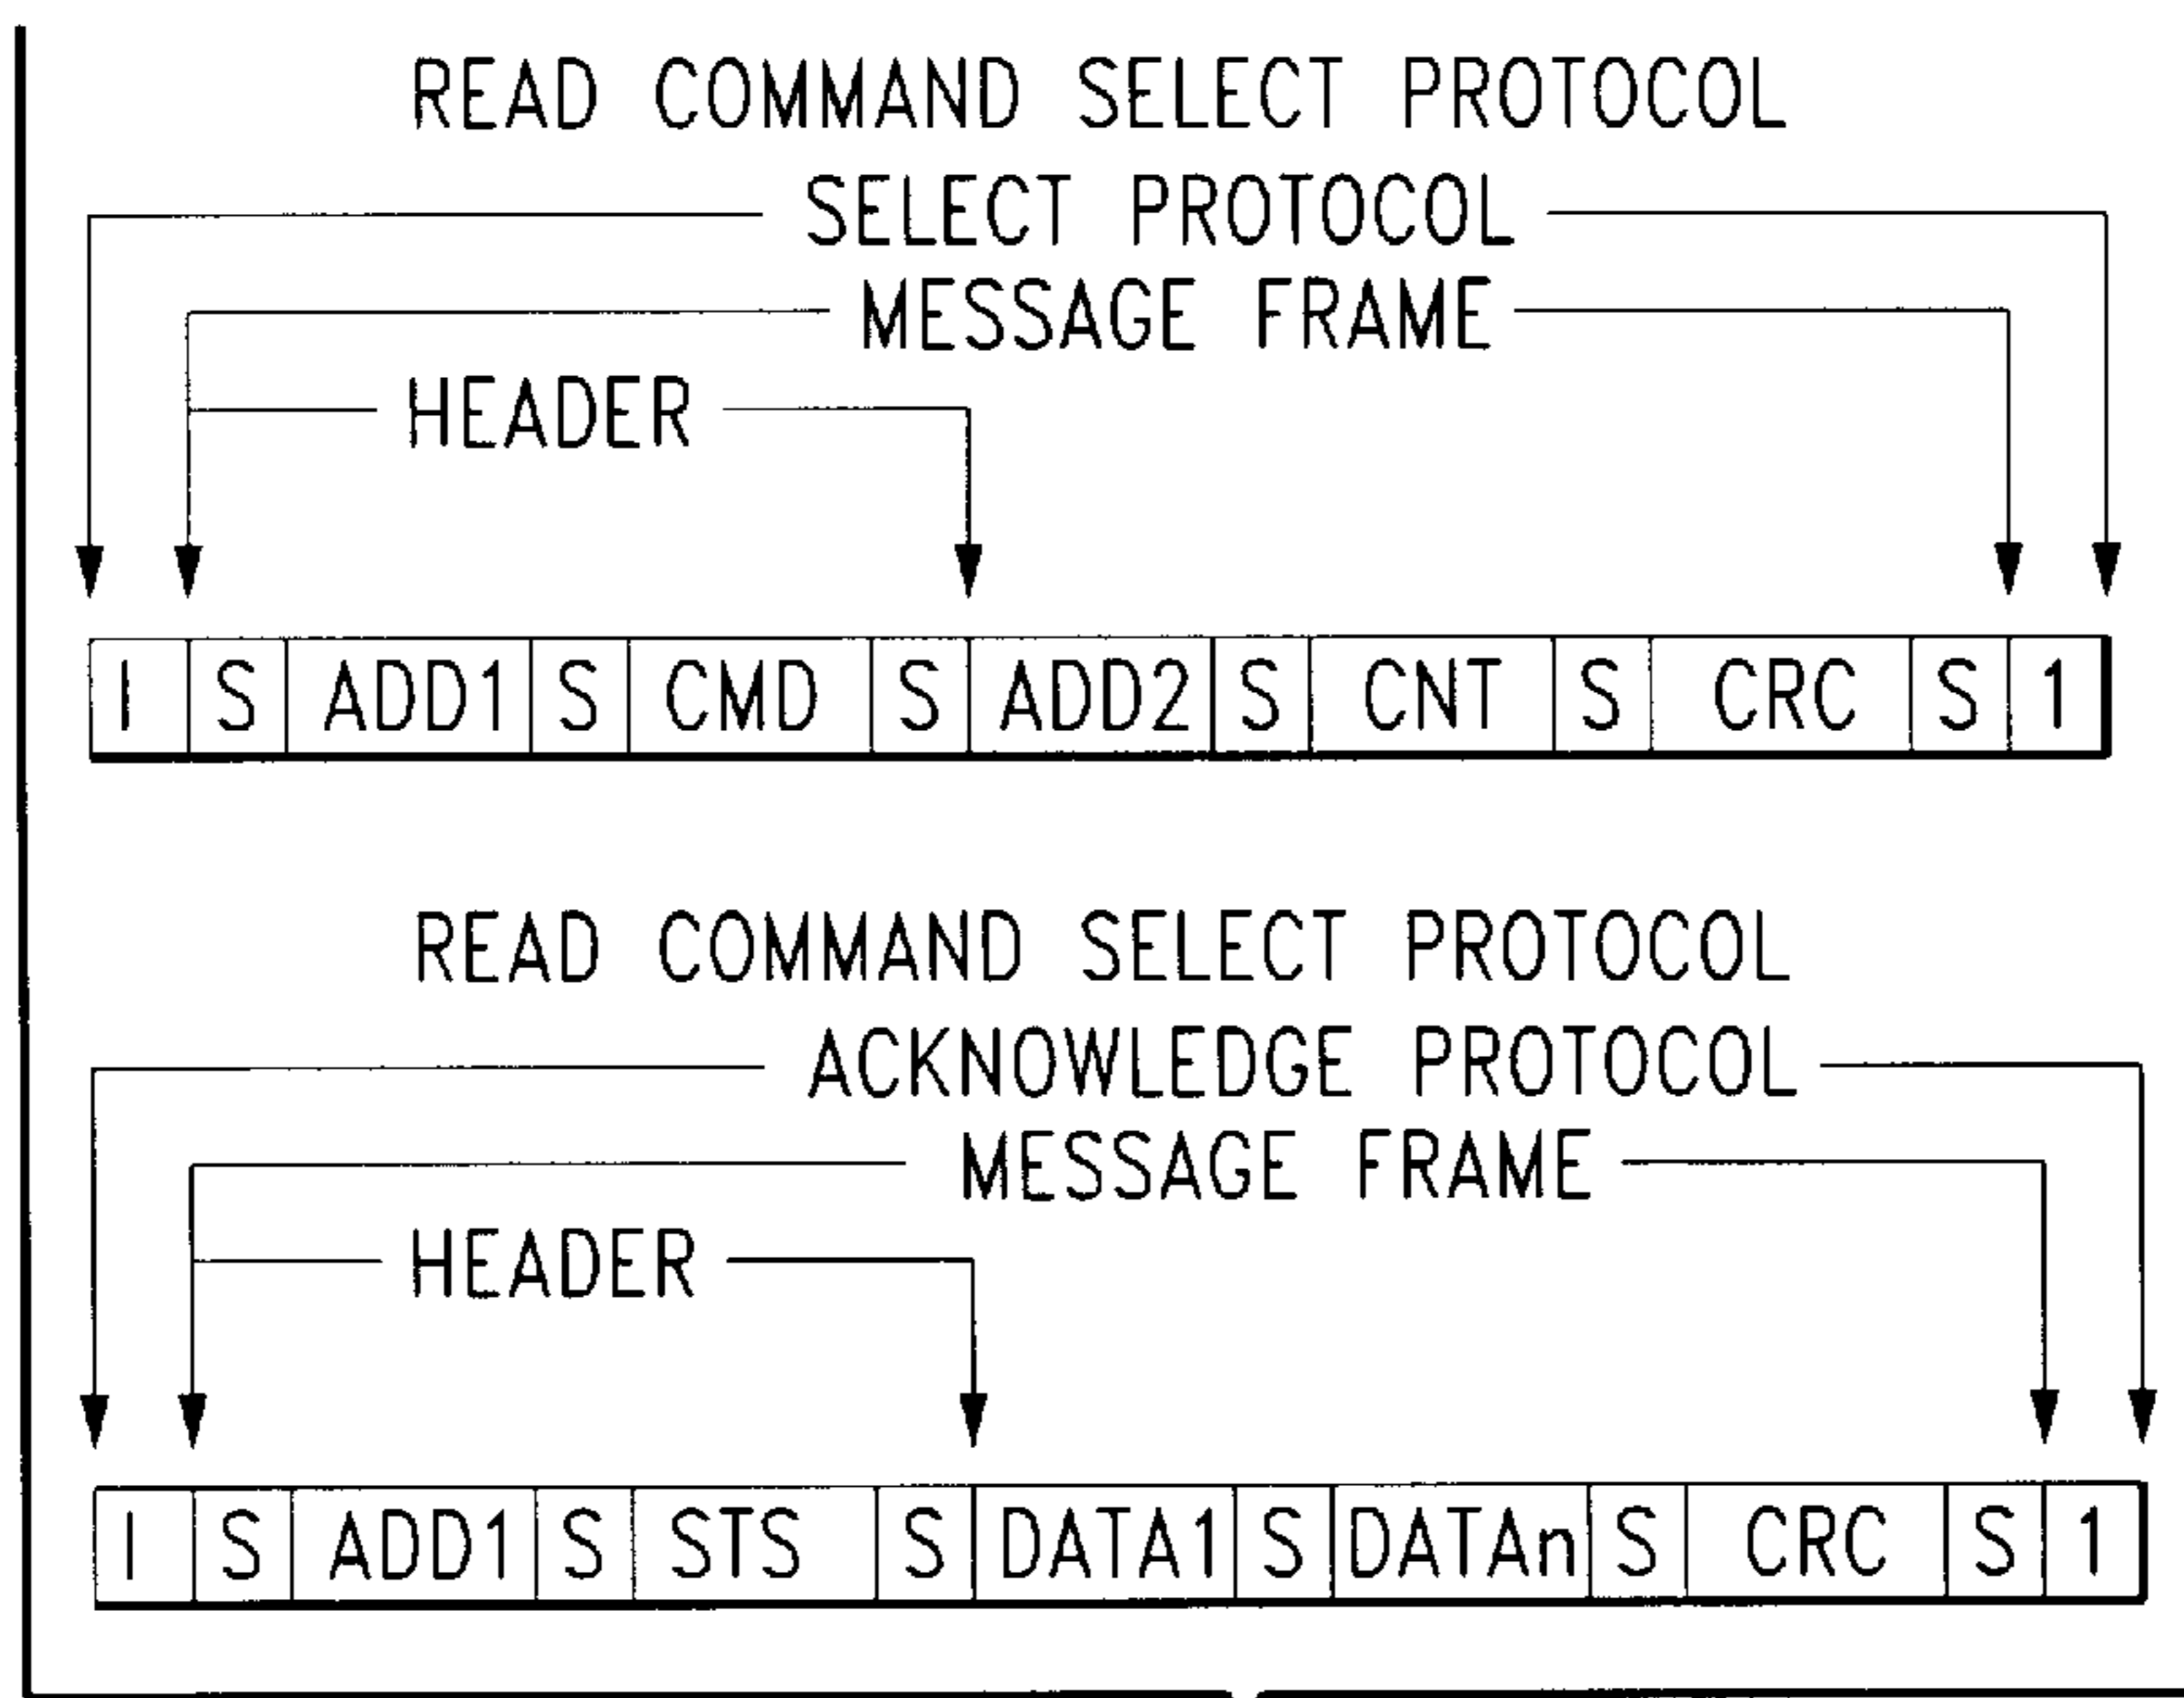 READ COMMAND SELECT PROTOCOL
SELECT PROTOCOL
MESSAGE FRAME
HEADER
I S ADD1 S CMD S ADD2 S CNT S CRC S 1
READ COMMAND SELECT PROTOCOL
ACKNOWLEDGE PROTOCOL
MESSAGE FRAME
HEADER
I S ADD1 S STS S DATA1 S DATAn S CRC S 1